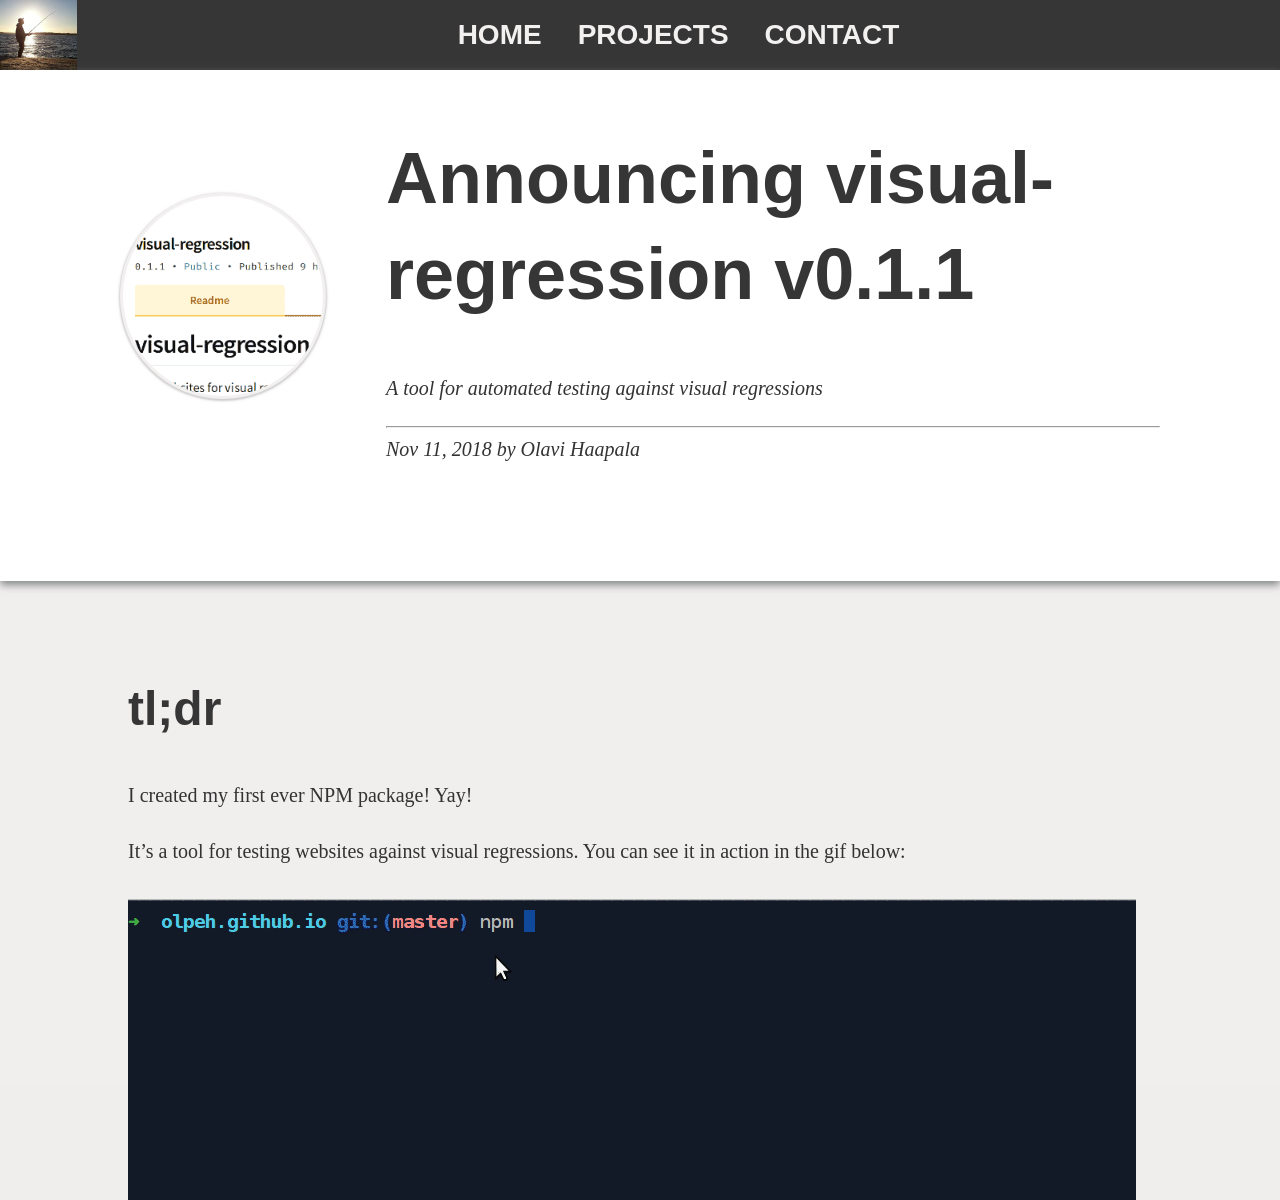 HOME PROJECTS CONTACT
Announcing visual-
regression v0.1.1
visual-regression
0.1.1 • Public • Published 9 h
Readme
visual-regression
sites for visual
A tool for automated testing against visual regressions
Nov 11, 2018 by Olavi Haapala
tl;dr
I created my first ever NPM package! Yay!
It’s a tool for testing websites against visual regressions. You can see it in action in the gif below:
➜ olpeh.github.io git:(master) npm